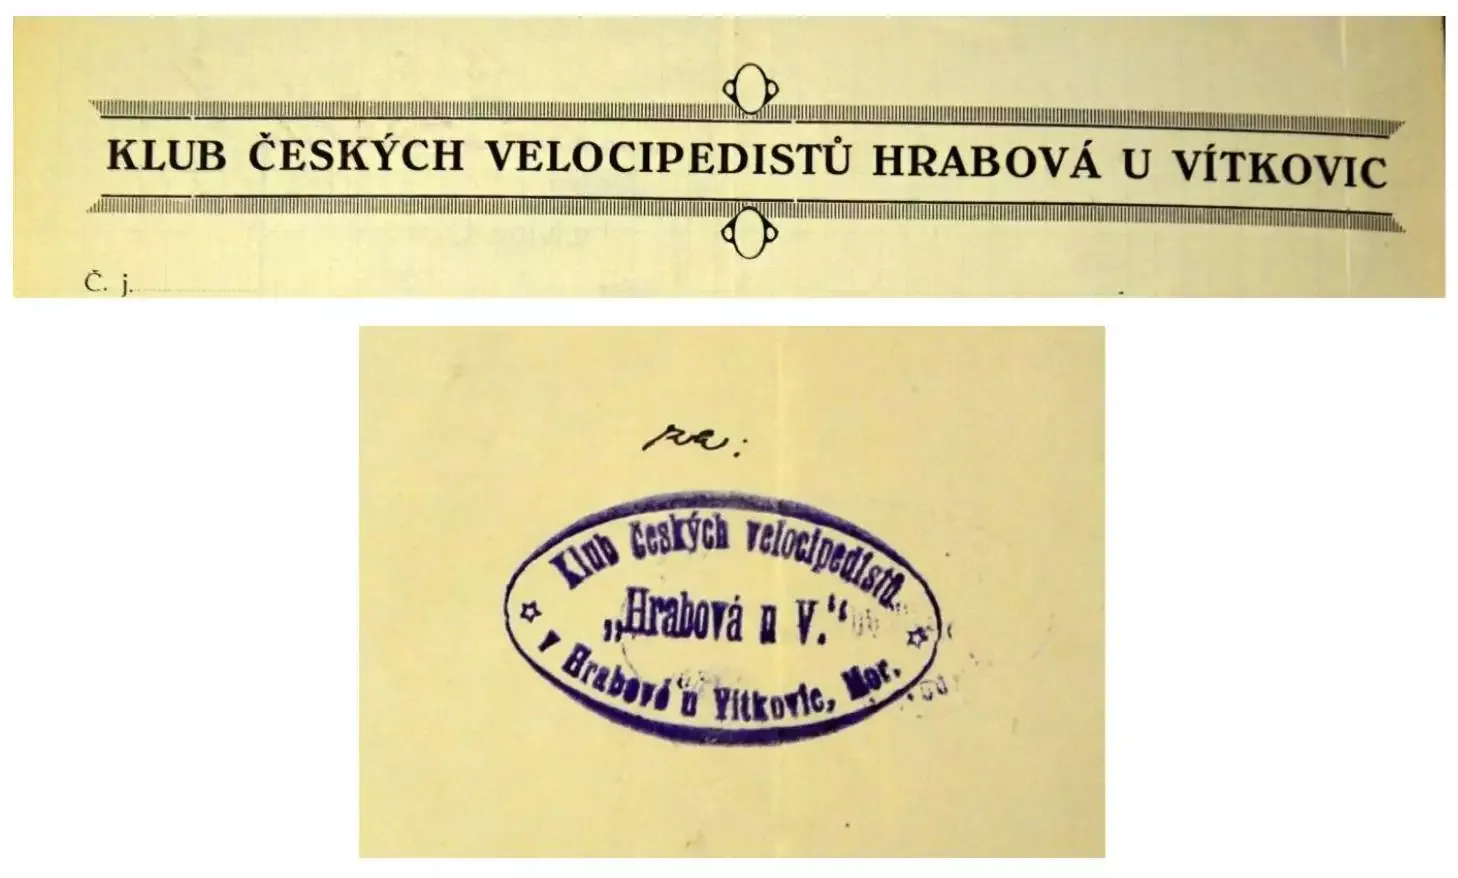 KLUB ČESKÝCH VELOCIPEDISTŮ HRABOVÁ U VÍTKOVIC
Č. j.
za:
Klub českých velocipedistů.
„Hrabová u V.“
v Hrabové u Vítkovic, Mor.